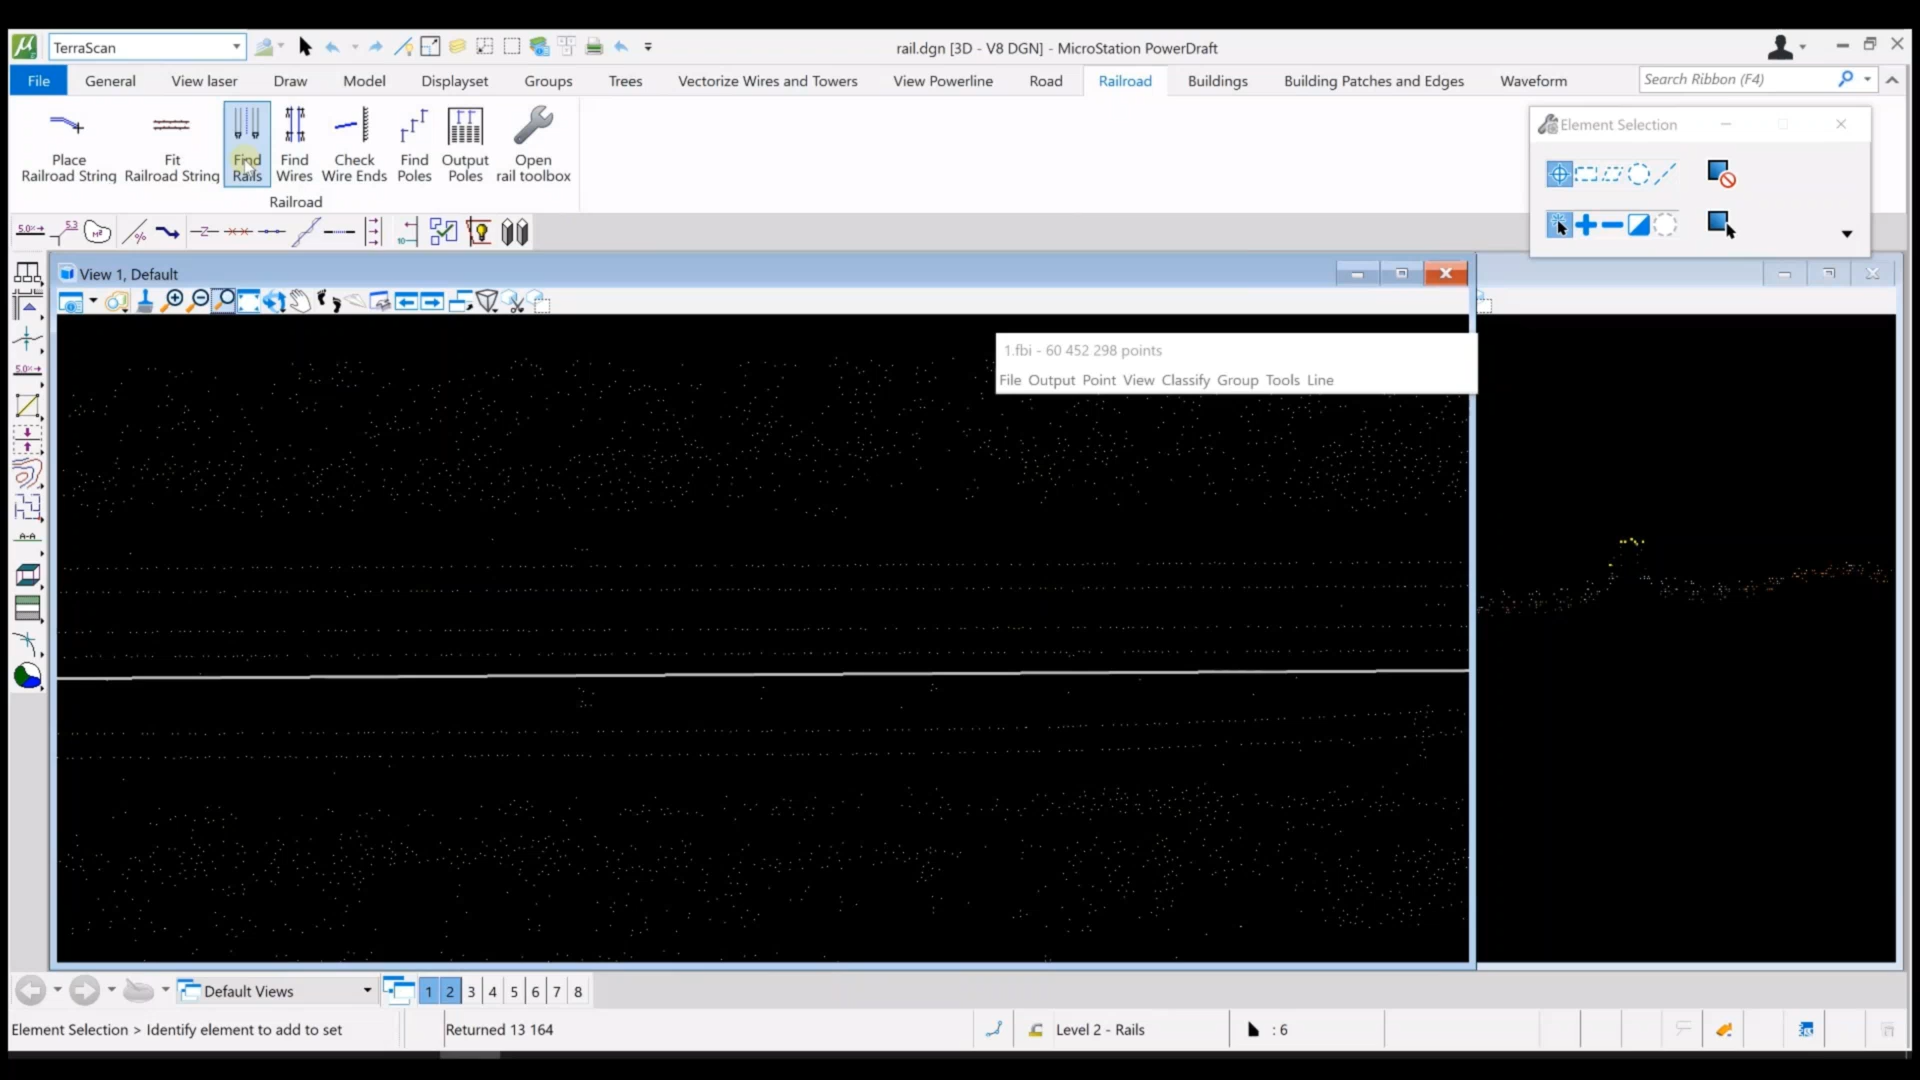 TerraScan
rail.dgn [3D - V8 DGN] - MicroStation PowerDraft
File General View laser Draw Model Displayset Groups Trees Vectorize Wires and Towers View Powerline Road Railroad Buildings Building Patches and Edges Waveform
Search Ribbon (F4)
Place Railroad String
Fit Railroad String
Find Rails
Find Wires
Check Wire Ends
Find Poles
Output Poles
Open rail toolbox
Railroad
Element Selection
View 1, Default
1.fbi - 60 452 298 points
File Output Point View Classify Group Tools Line
Default Views
1 2 3 4 5 6 7 8
Element Selection > Identify element to add to set
Returned 13 164
Level 2 - Rails
: 6